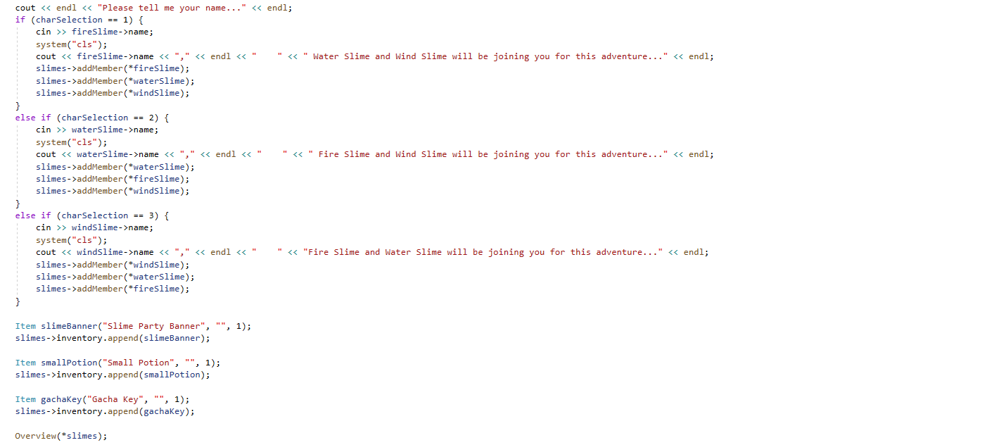 cout << endl << "Please tell me your name..." << endl;
if (charSelection == 1) {
    cin >> fireSlime->name;
    system("cls");
    cout << fireSlime->name << "," << endl << "    " << " Water Slime and Wind Slime will be joining you for this adventure..." << endl;
    slimes->addMember(*fireSlime);
    slimes->addMember(*waterSlime);
    slimes->addMember(*windSlime);
}
else if (charSelection == 2) {
    cin >> waterSlime->name;
    system("cls");
    cout << waterSlime->name << "," << endl << "    " << " Fire Slime and Wind Slime will be joining you for this adventure..." << endl;
    slimes->addMember(*waterSlime);
    slimes->addMember(*fireSlime);
    slimes->addMember(*windSlime);
}
else if (charSelection == 3) {
    cin >> windSlime->name;
    system("cls");
    cout << windSlime->name << "," << endl << "    " << "Fire Slime and Water Slime will be joining you for this adventure..." << endl;
    slimes->addMember(*windSlime);
    slimes->addMember(*waterSlime);
    slimes->addMember(*fireSlime);
}

Item slimeBanner("Slime Party Banner", "", 1);
slimes->inventory.append(slimeBanner);

Item smallPotion("Small Potion", "", 1);
slimes->inventory.append(smallPotion);

Item gachaKey("Gacha Key", "", 1);
slimes->inventory.append(gachaKey);

Overview(*slimes);